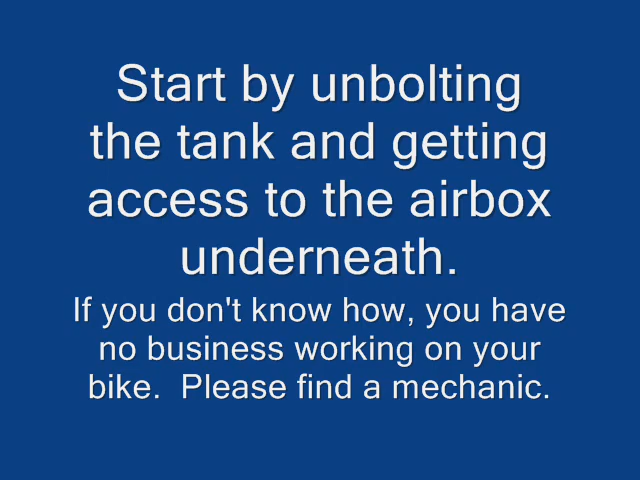 Start by unbolting
the tank and getting
access to the airbox
underneath.
If you don't know how, you have
no business working on your
bike.  Please find a mechanic.